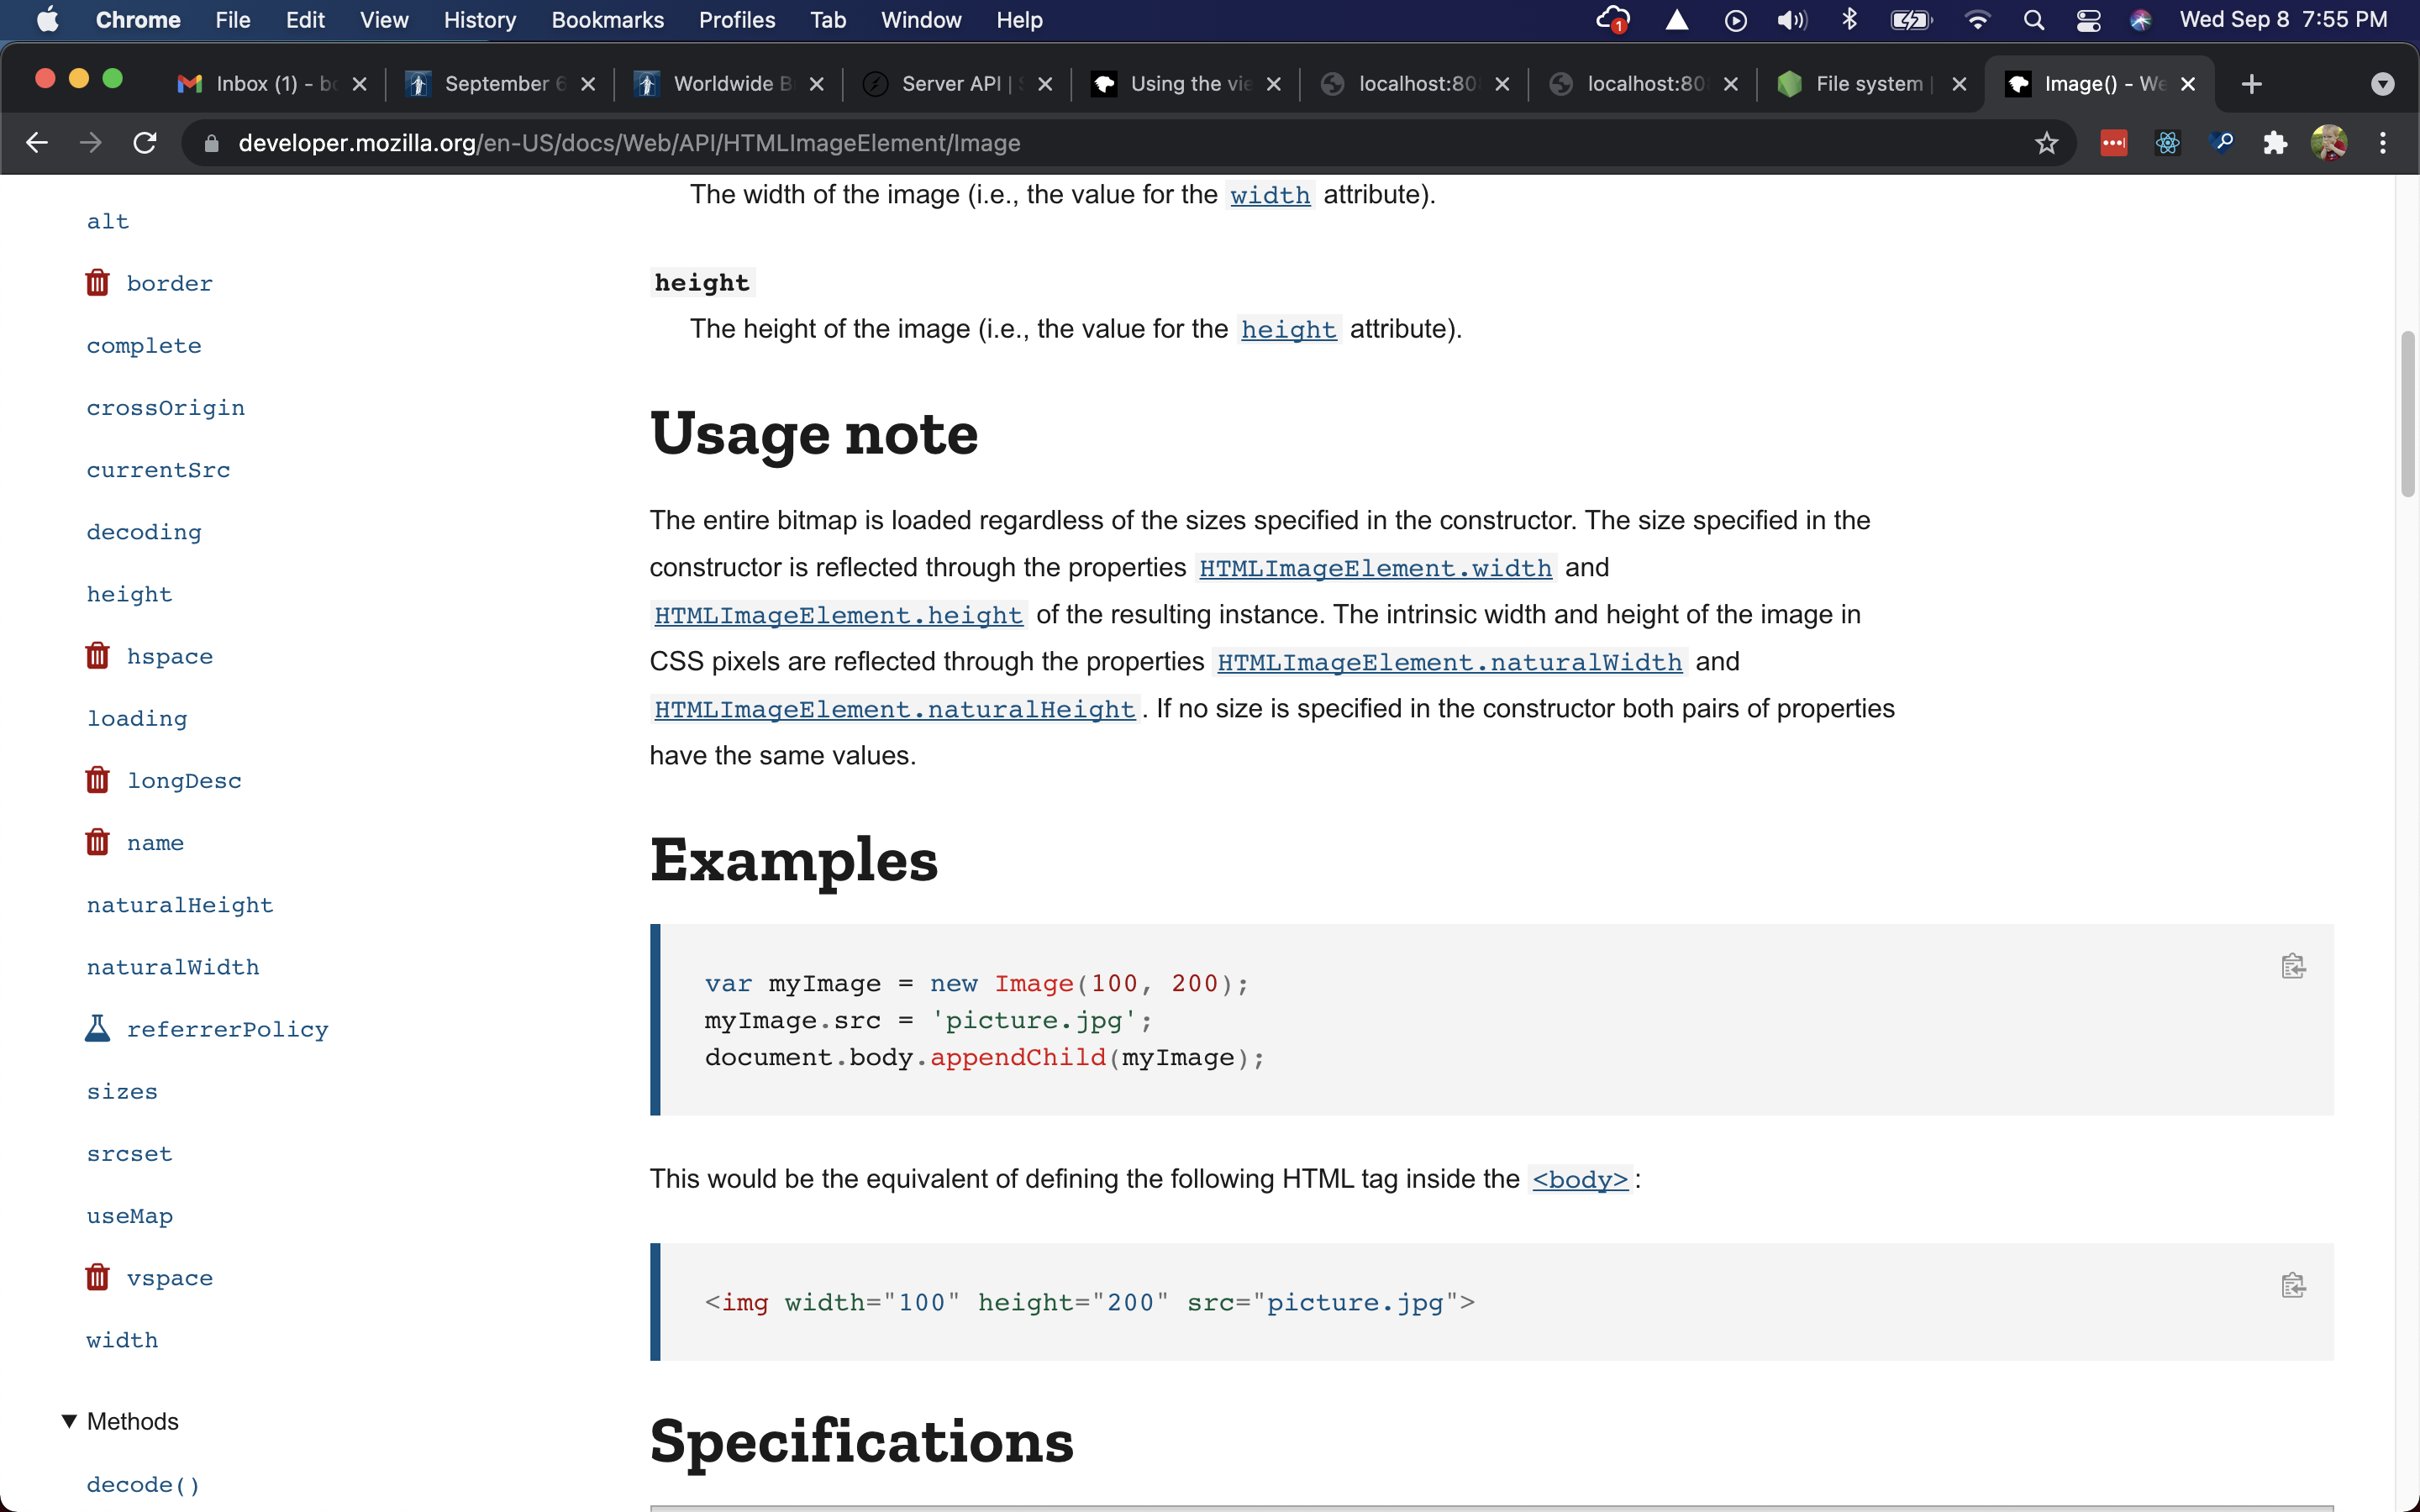 Chrome File Edit View History Bookmarks Profiles Tab Window Help 1 Wed Sep 8 7:55 PM
Inbox (1) - bo September 6 Worldwide B Server API | Using the vie localhost:80 localhost:80 File system | Image() - We
developer.mozilla.org/en-US/docs/Web/API/HTMLImageElement/Image
alt
border
complete
crossOrigin
currentSrc
decoding
height
hspace
loading
longDesc
name
naturalHeight
naturalWidth
referrerPolicy
sizes
srcset
useMap
vspace
width
Methods
decode()
The width of the image (i.e., the value for the width attribute).
height
The height of the image (i.e., the value for the height attribute).
Usage note
The entire bitmap is loaded regardless of the sizes specified in the constructor. The size specified in the
constructor is reflected through the properties HTMLImageElement.width and
HTMLImageElement.height of the resulting instance. The intrinsic width and height of the image in
CSS pixels are reflected through the properties HTMLImageElement.naturalWidth and
HTMLImageElement.naturalHeight. If no size is specified in the constructor both pairs of properties
have the same values.
Examples
var myImage = new Image(100, 200);
myImage.src = 'picture.jpg';
document.body.appendChild(myImage);
This would be the equivalent of defining the following HTML tag inside the <body>:
<img width="100" height="200" src="picture.jpg">
Specifications